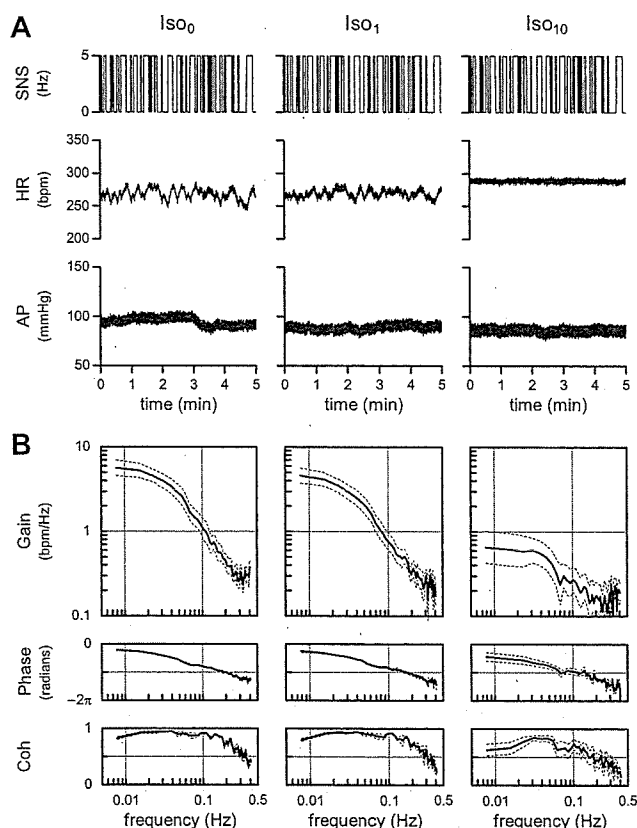 A
Iso0 Iso1 Iso10
SNS (Hz)
5
0
HR (bpm)
350
300
250
200
AP (mmHg)
150
100
50
0 1 2 3 4 5 0 1 2 3 4 5 0 1 2 3 4 5
time (min) time (min) time (min)
B
Gain (bpm/Hz)
10
1
0.1
Phase (radians)
0
−2π
Coh
1
0
0.01 0.1 0.5 0.01 0.1 0.5 0.01 0.1 0.5
frequency (Hz) frequency (Hz) frequency (Hz)